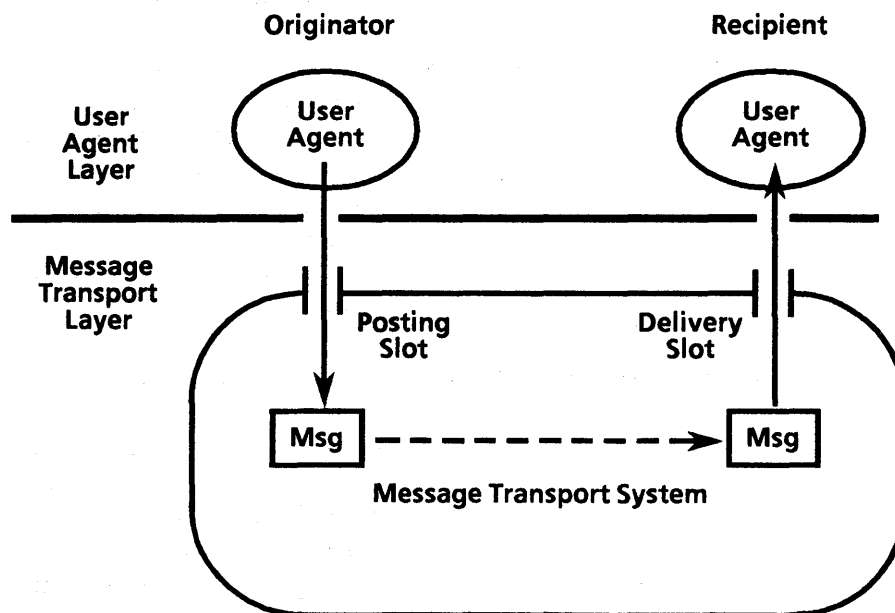 Originator
Recipient
User
Agent
User
Agent
User
Agent
Layer
Message
Transport
Layer
Posting
Slot
Delivery
Slot
Msg
Msg
Message Transport System